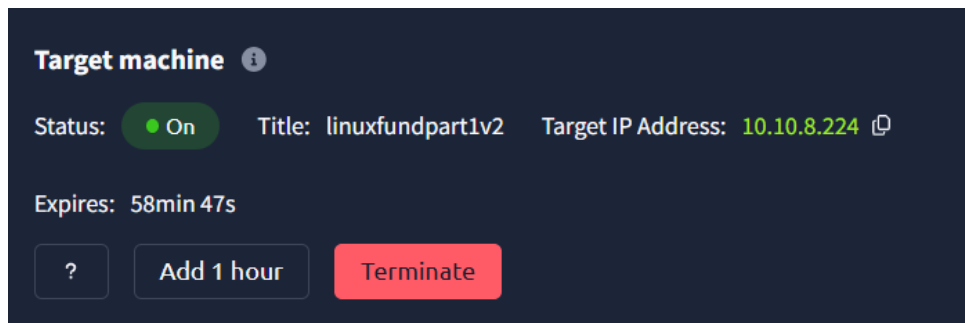 Target machine
Status: On Title: linuxfundpart1v2 Target IP Address: 10.10.8.224
Expires: 58min 47s
? Add 1 hour Terminate